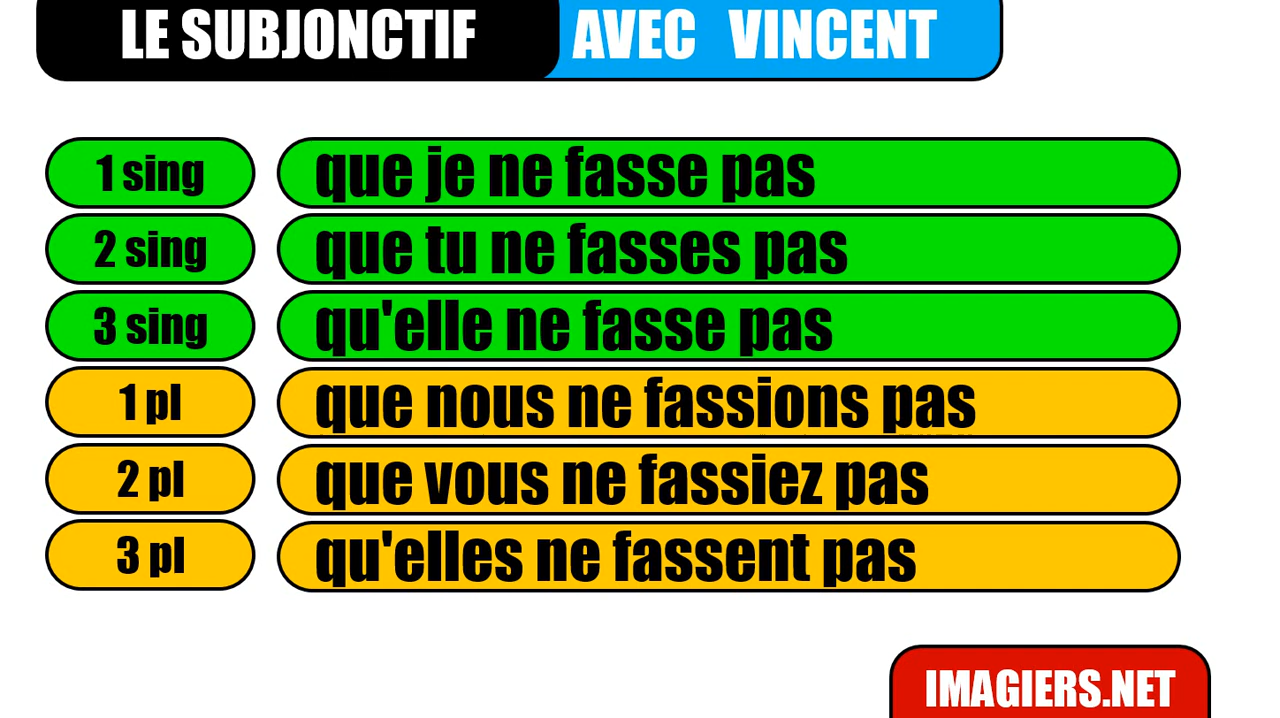 LE SUBJONCTIF AVEC VINCENT
1 sing que je ne fasse pas
2 sing que tu ne fasses pas
3 sing qu'elle ne fasse pas
1 pl que nous ne fassions pas
2 pl que vous ne fassiez pas
3 pl qu'elles ne fassent pas
IMAGIERS.NET